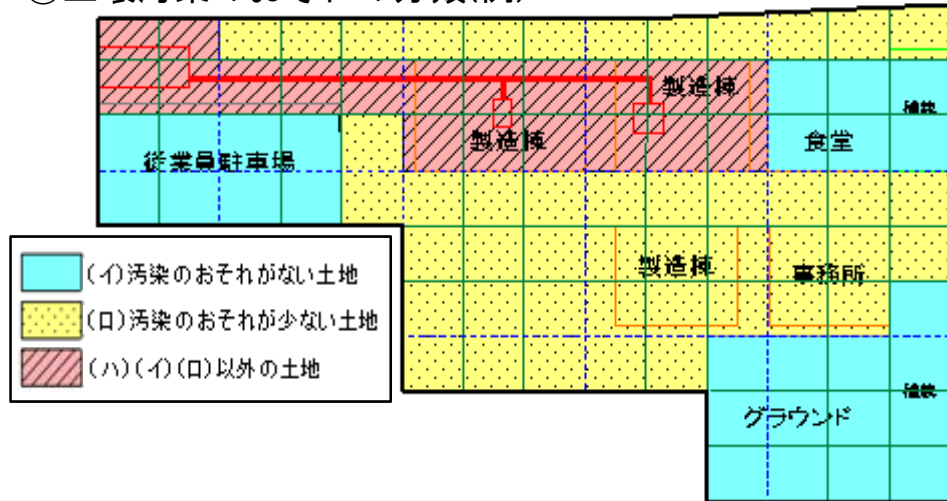 製造棟
製造棟
食堂
従業員駐車場
製造棟
事務所
(イ)汚染のおそれがない土地
(ロ)汚染のおそれが少ない土地
(ハ)(イ)(ロ)以外の土地
グラウンド